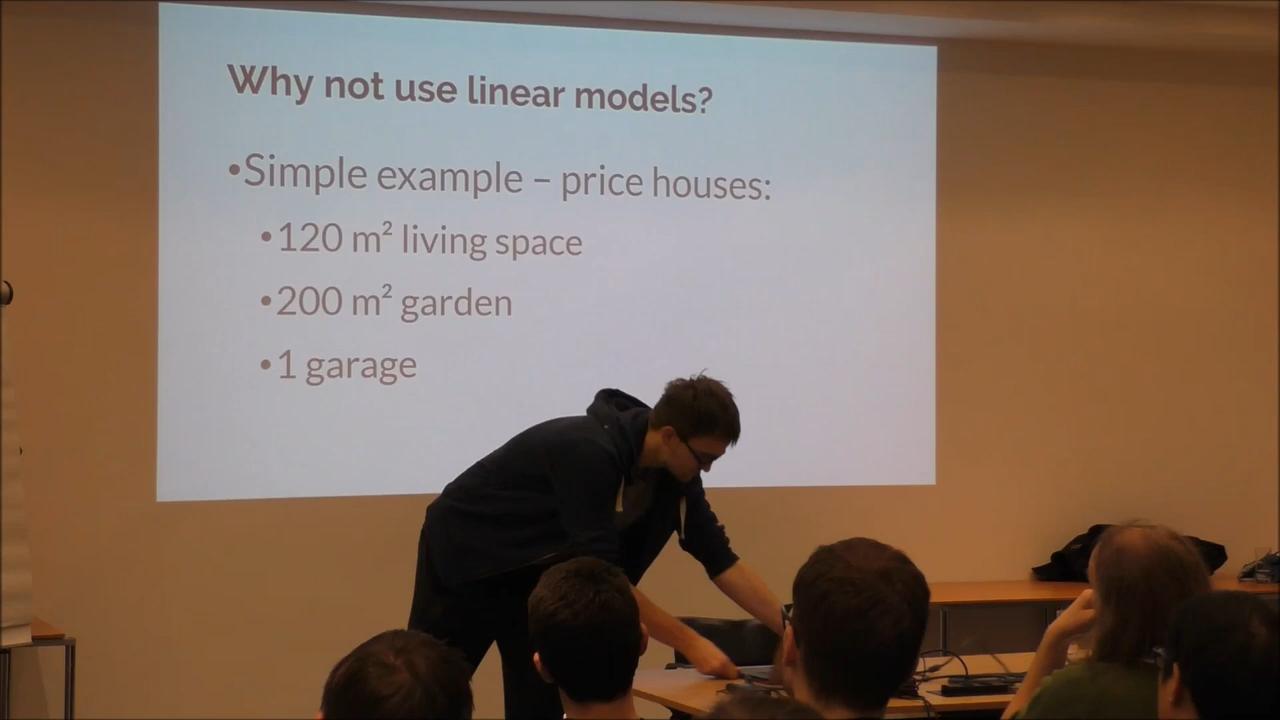 Why not use linear models?
•Simple example – price houses:
•120 m² living space
•200 m² garden
•1 garage